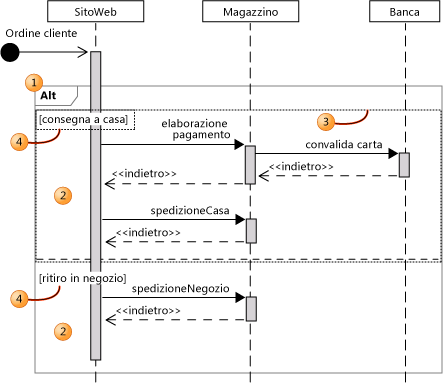 SitoWeb
Magazzino
Banca
Ordine cliente
1
Alt
[consegna a casa]
3
4
elaborazione
pagamento
convalida carta
<<indietro>>
<<indietro>>
2
spedizioneCasa
<<indietro>>
[ritiro in negozio]
4
spedizioneNegozio
<<indietro>>
2